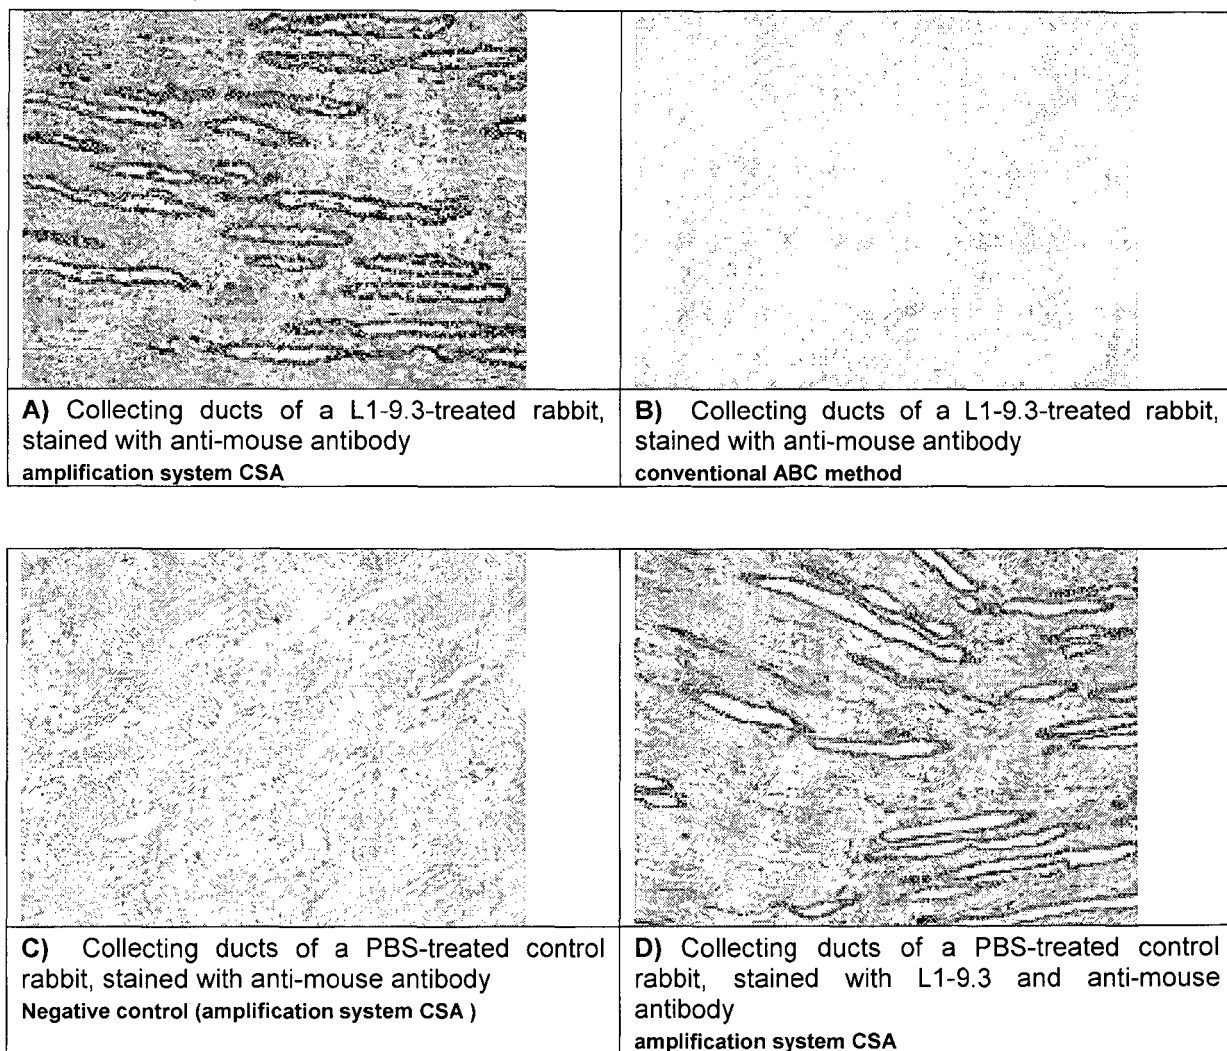 A) Collecting ducts of a L1-9.3-treated rabbit,
stained with anti-mouse antibody
amplification system CSA
B) Collecting ducts of a L1-9.3-treated rabbit,
stained with anti-mouse antibody
conventional ABC method
C) Collecting ducts of a PBS-treated control
rabbit, stained with anti-mouse antibody
Negative control (amplification system CSA )
D) Collecting ducts of a PBS-treated control
rabbit, stained with L1-9.3 and anti-mouse
antibody
amplification system CSA